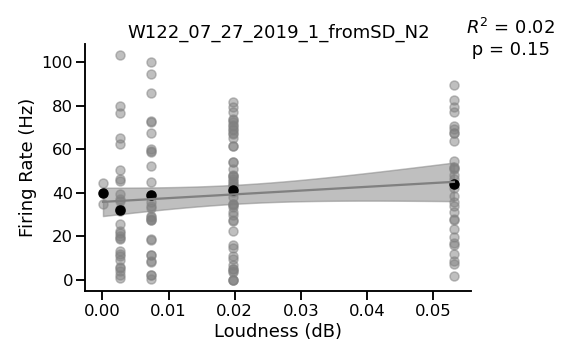 W122_07_27_2019_1_fromSD_N2
R² = 0.02
p = 0.15
Firing Rate (Hz)
100
80
60
40
20
0
0.00 0.01 0.02 0.03 0.04 0.05
Loudness (dB)